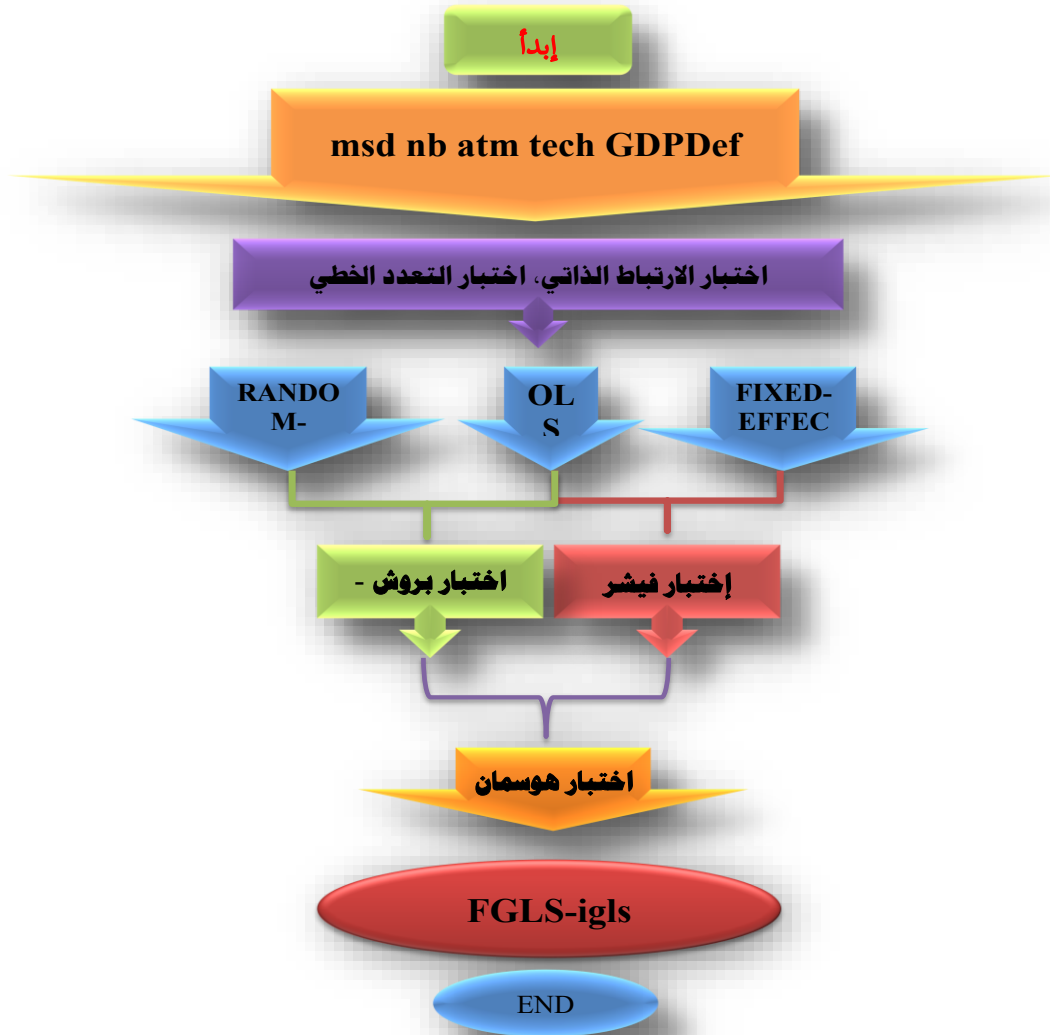 إبدأ
msd nb atm tech GDPDef
اختبار الارتباط الذاتي، اختبار التعدد الخطي
RANDO
M-
OL
S
FIXED-
EFFEC
اختبار بروش -
إختبار فيشر
اختبار هوسمان
FGLS-igls
END